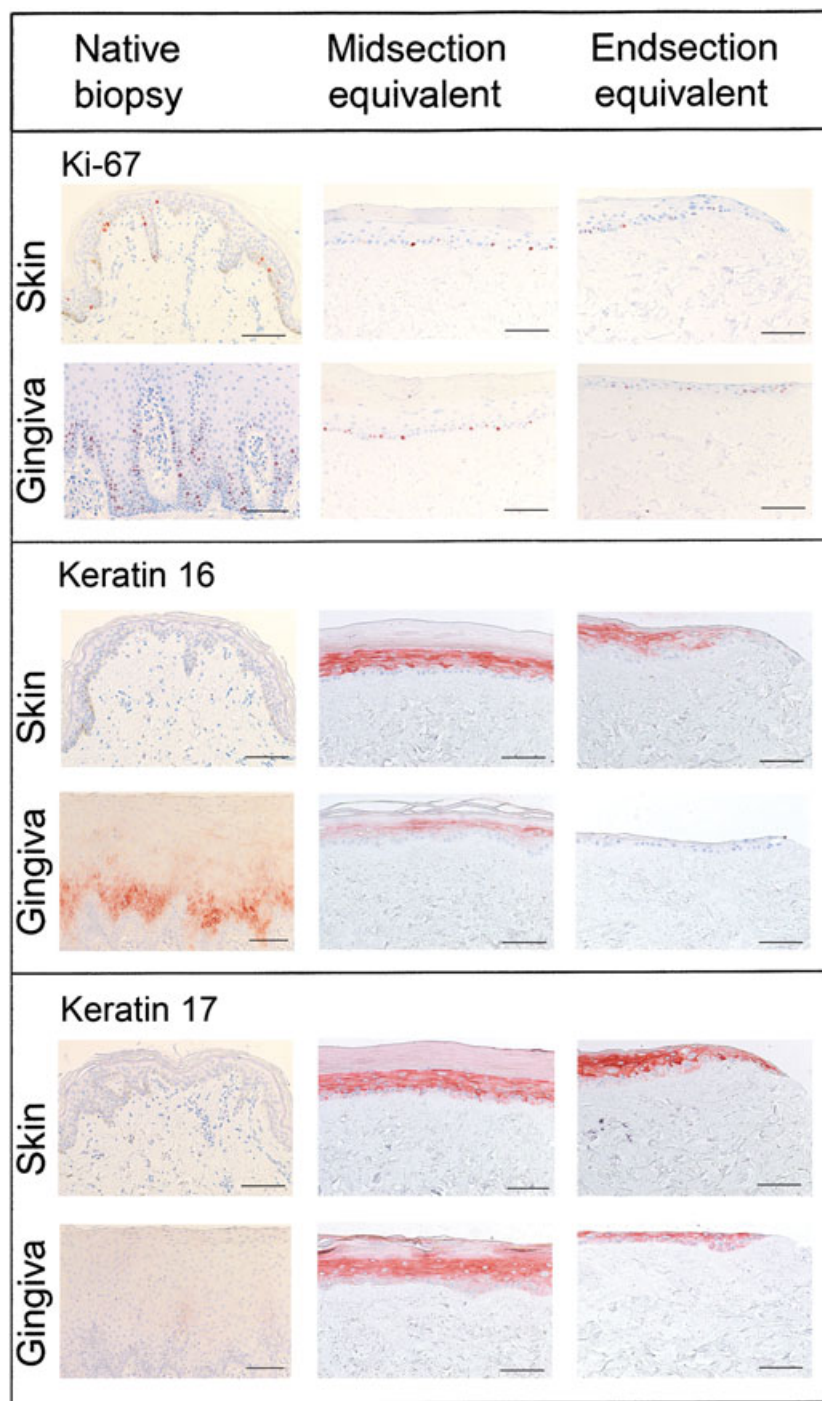 Native biopsy
Midsection equivalent
Endsection equivalent
Ki-67
Skin
Gingiva
Keratin 16
Skin
Gingiva
Keratin 17
Skin
Gingiva